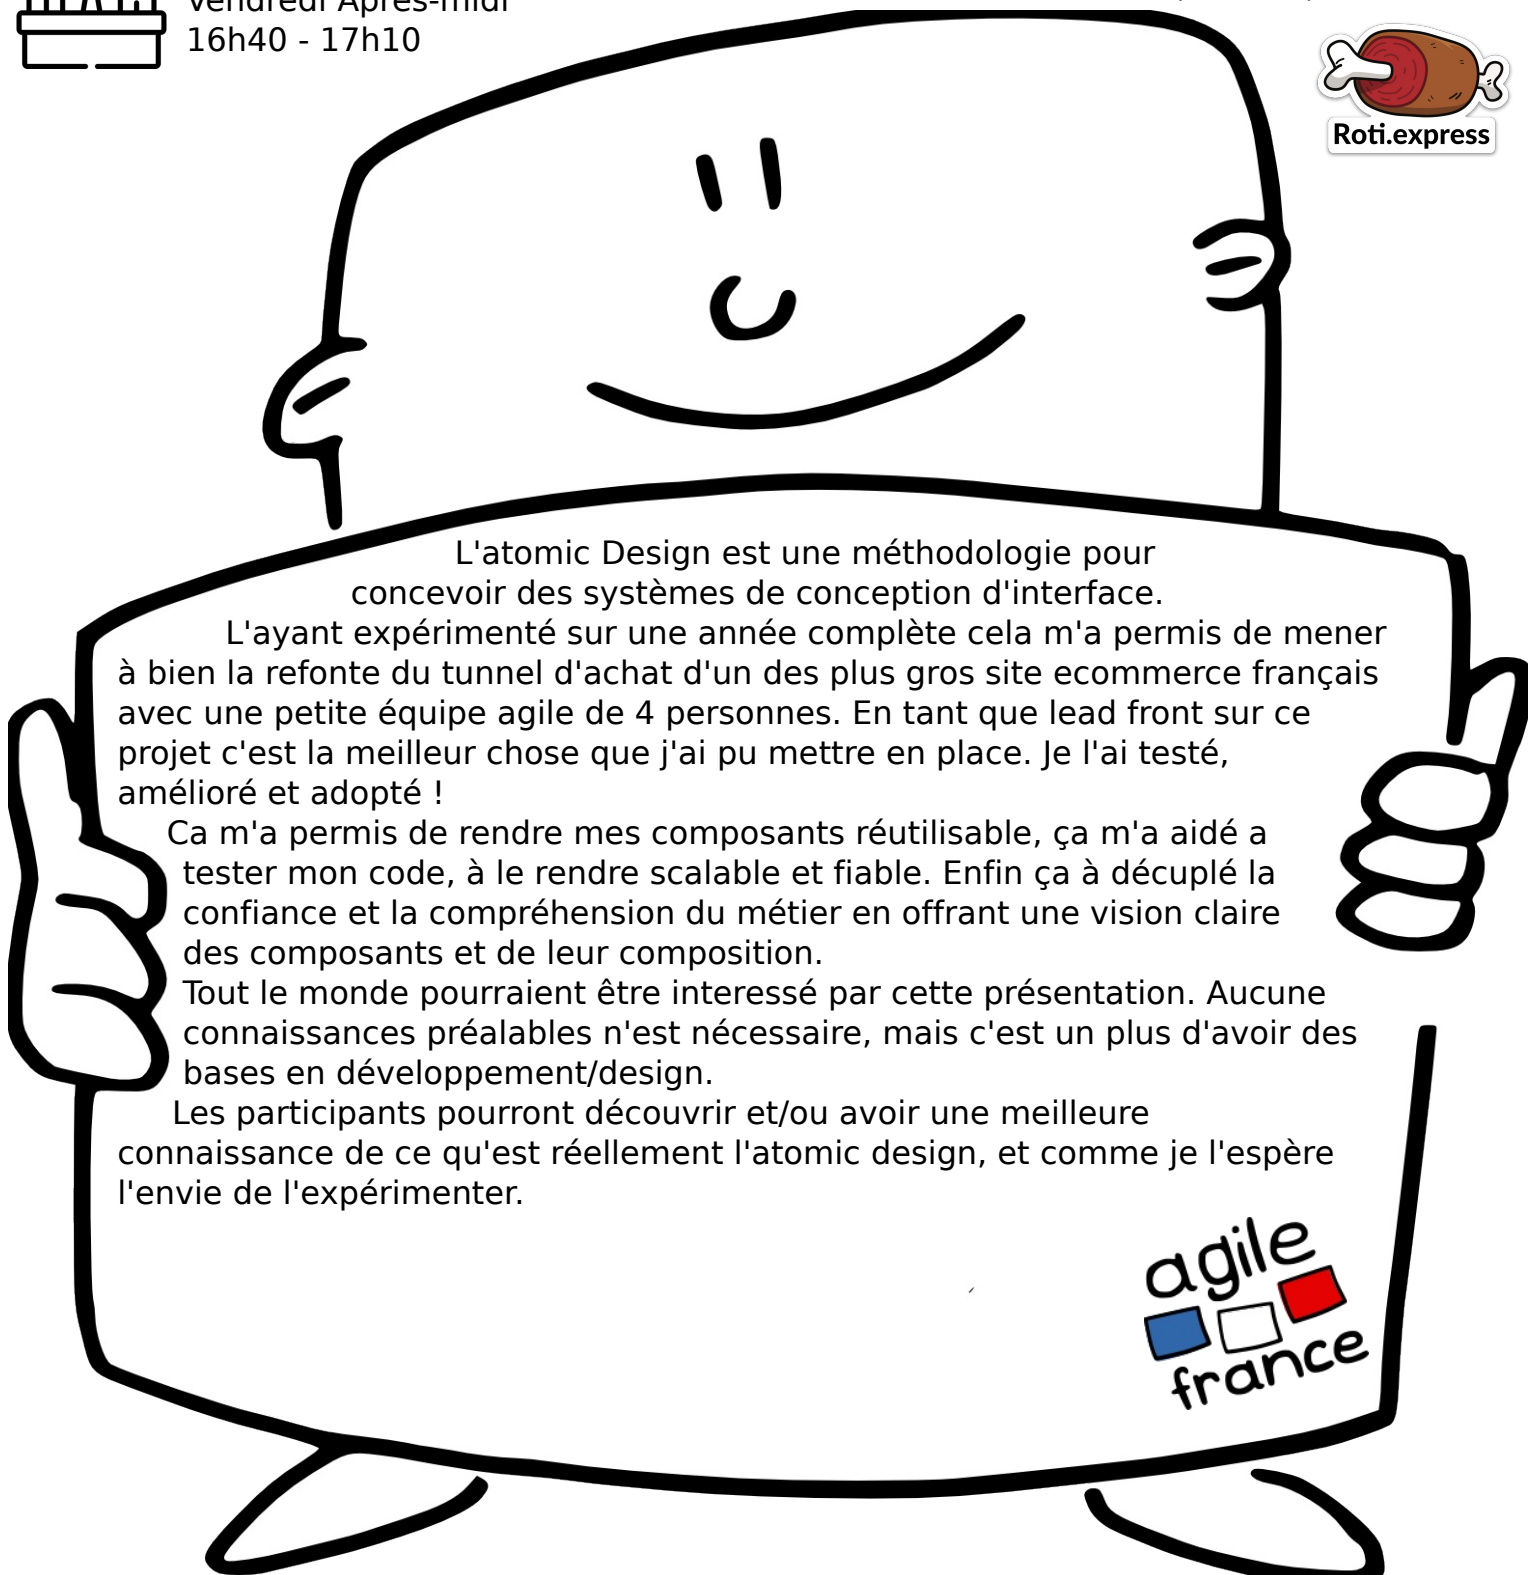 Vendredi Après-midi
16h40 - 17h10
Roti.express
L'atomic Design est une méthodologie pour
concevoir des systèmes de conception d'interface.
L'ayant expérimenté sur une année complète cela m'a permis de mener
à bien la refonte du tunnel d'achat d'un des plus gros site ecommerce français
avec une petite équipe agile de 4 personnes. En tant que lead front sur ce
projet c'est la meilleur chose que j'ai pu mettre en place. Je l'ai testé,
amélioré et adopté !
Ca m'a permis de rendre mes composants réutilisable, ça m'a aidé a
tester mon code, à le rendre scalable et fiable. Enfin ça à décuplé la
confiance et la compréhension du métier en offrant une vision claire
des composants et de leur composition.
Tout le monde pourraient être interessé par cette présentation. Aucune
connaissances préalables n'est nécessaire, mais c'est un plus d'avoir des
bases en développement/design.
Les participants pourront découvrir et/ou avoir une meilleure
connaissance de ce qu'est réellement l'atomic design, et comme je l'espère
l'envie de l'expérimenter.
agile
france